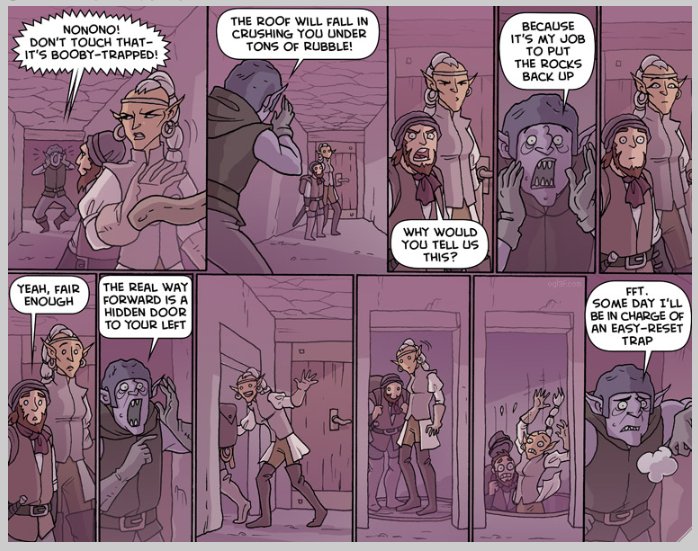 NONONO!
DON'T TOUCH THAT-
IT'S BOOBY-TRAPPED!
THE ROOF WILL FALL IN
CRUSHING YOU UNDER
TONS OF RUBBLE!
WHY WOULD
YOU TELL US
THIS?
BECAUSE
IT'S MY JOB
TO PUT
THE ROCKS
BACK UP
YEAH, FAIR
ENOUGH
THE REAL WAY
FORWARD IS A
HIDDEN DOOR
TO YOUR LEFT
oglaf.com
FFT.
SOME DAY I'LL
BE IN CHARGE OF
AN EASY-RESET
TRAP